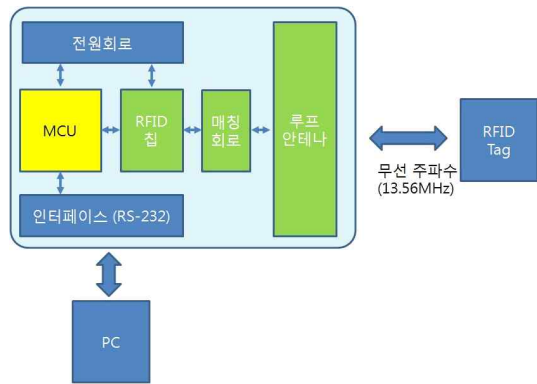 전원회로
MCU
RFID
칩
매칭
회로
루프
안테나
RFID
Tag
무선 주파수
(13.56MHz)
인터페이스 (RS-232)
PC